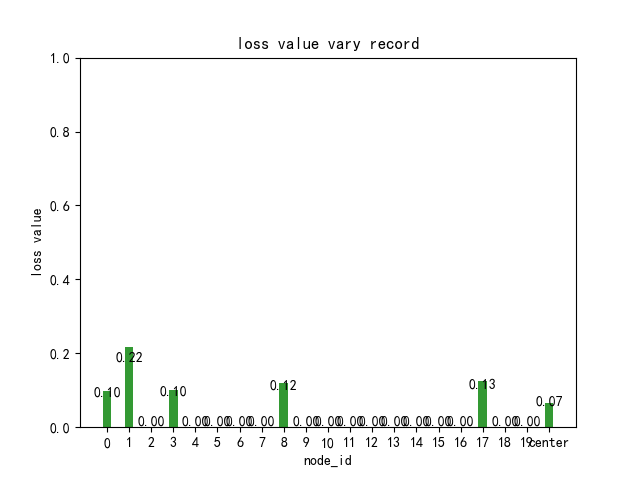 loss value vary record
1.0
0.8
0.6
0.4
0.2
0.0
loss value
0.10 0.22 0.00 0.10 0.00 0.00 0.00 0.00 0.12 0.00 0.00 0.00 0.00 0.00 0.00 0.00 0.00 0.13 0.00 0.00 0.07
0 1 2 3 4 5 6 7 8 9 10 11 12 13 14 15 16 17 18 19 center
node_id